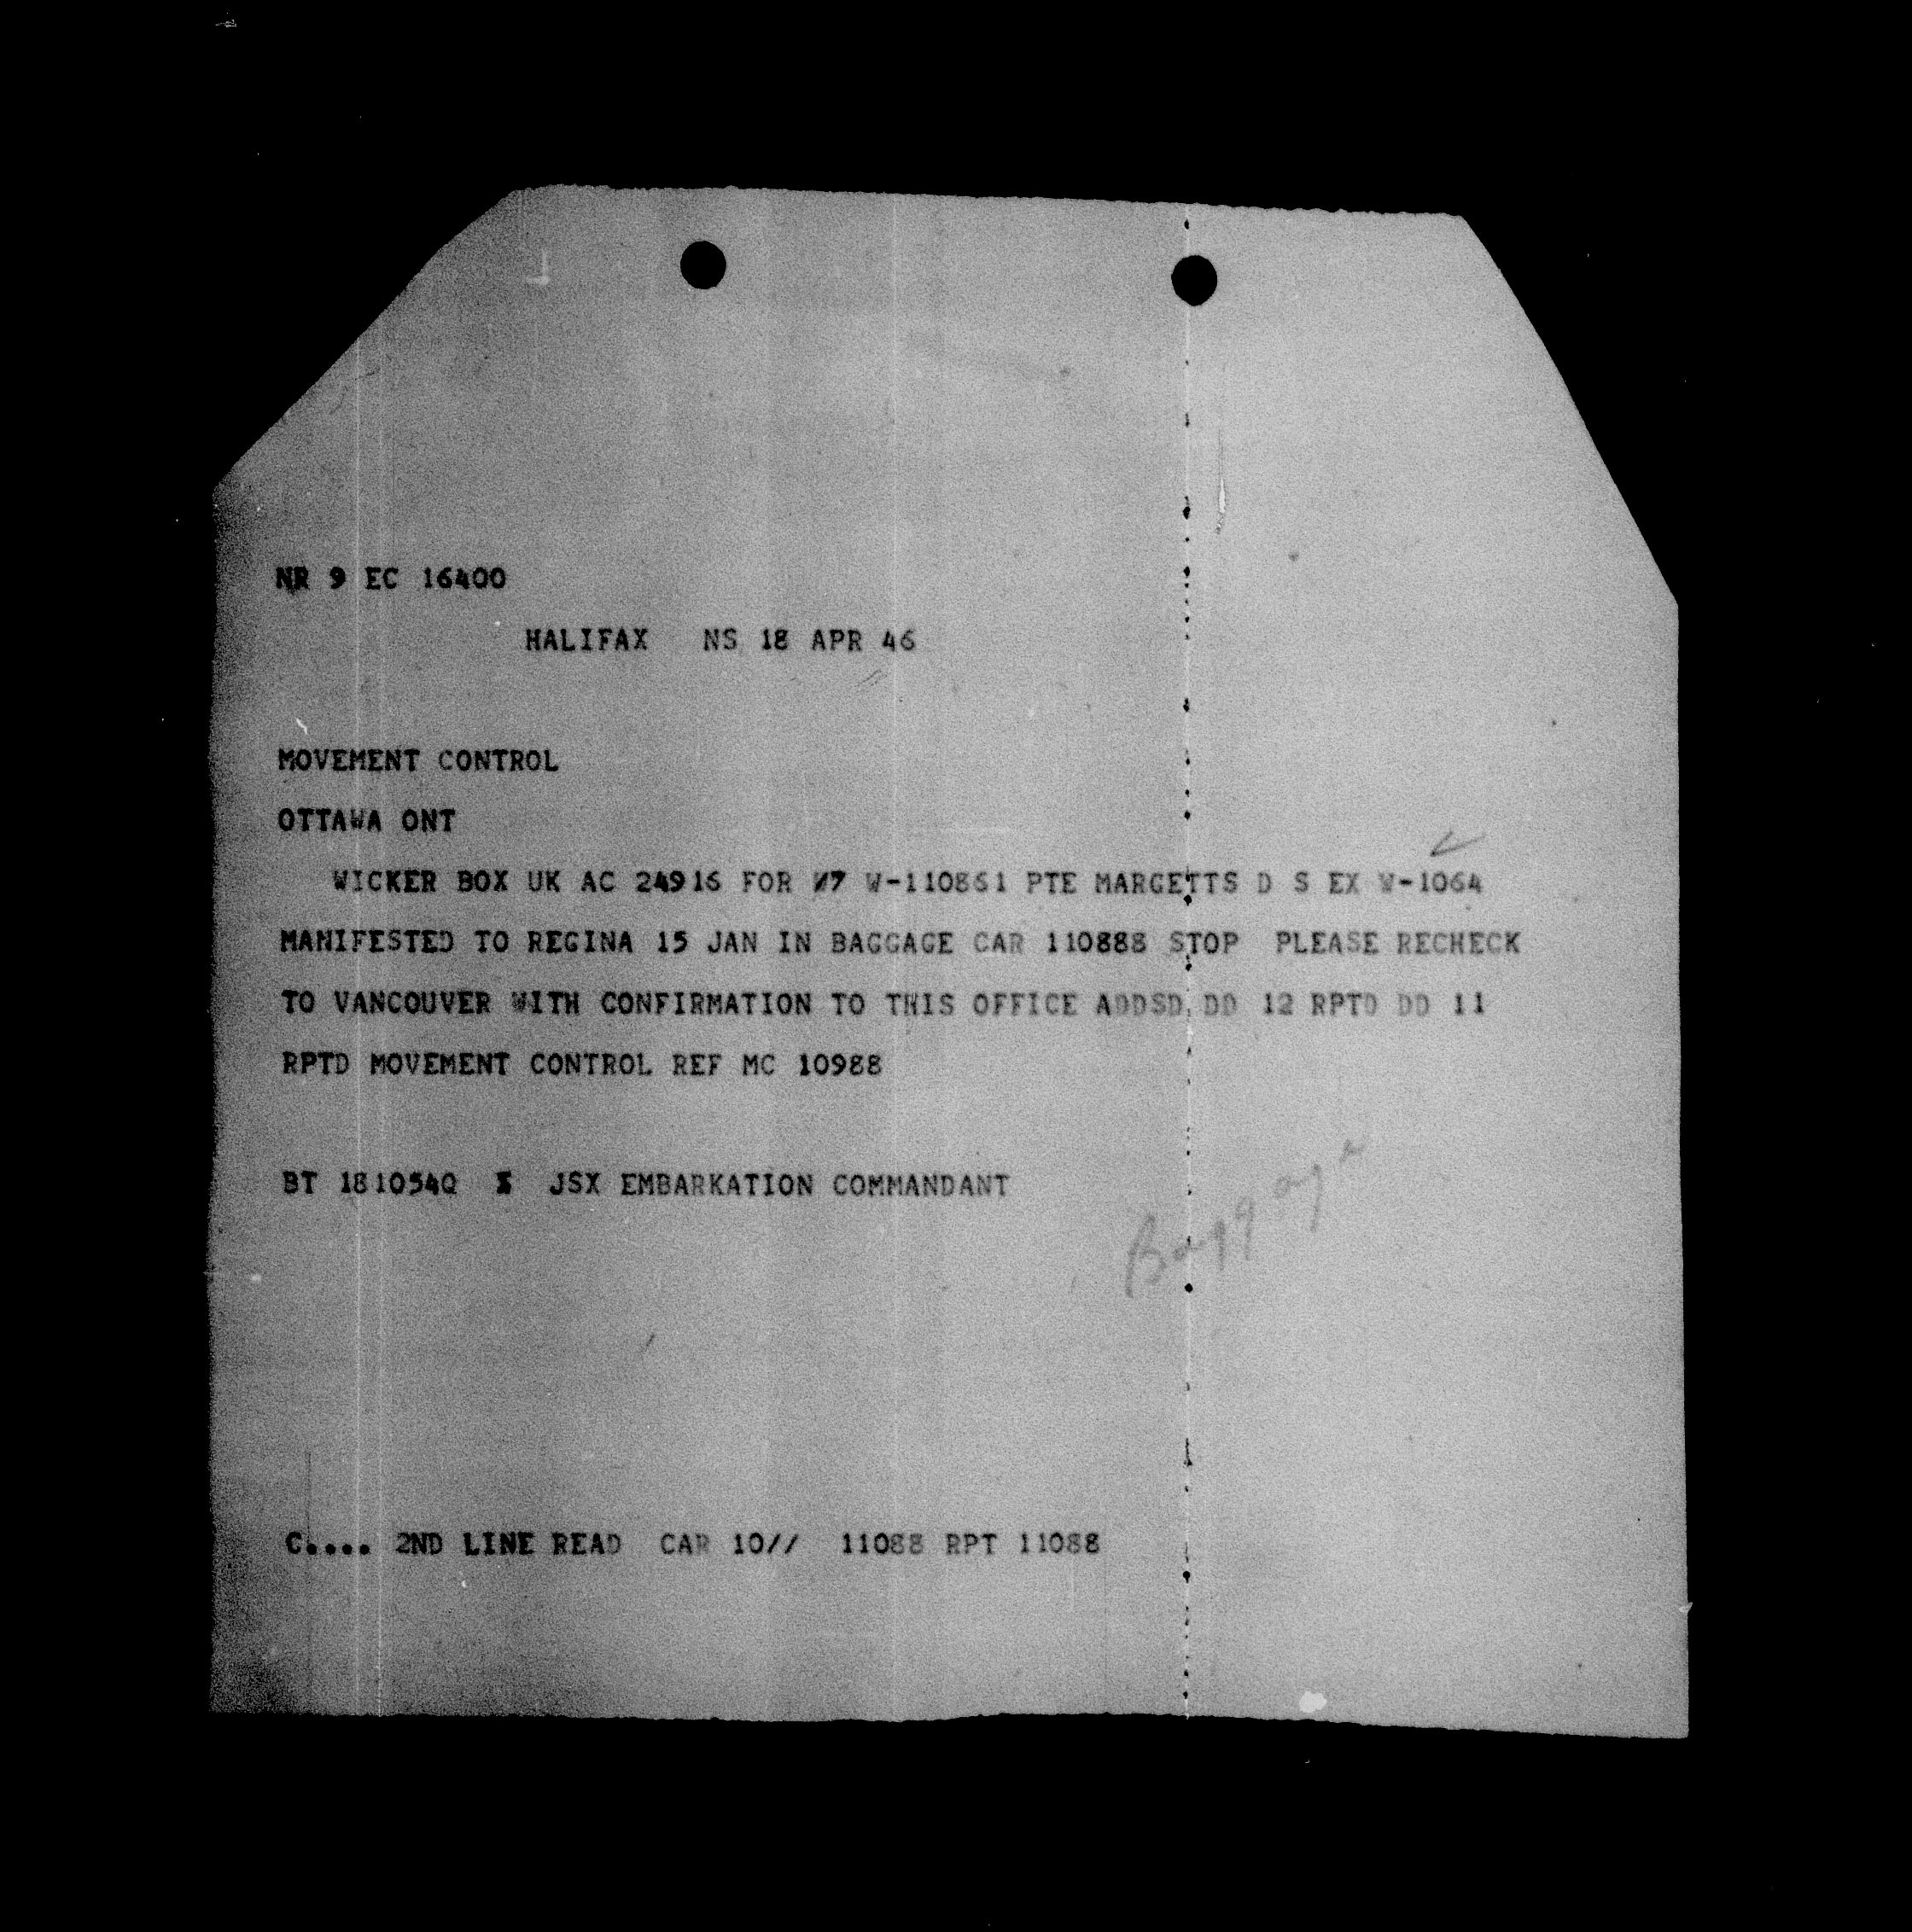 NR 9 EC 16400
HALIFAX NS 18 APR 46
MOVEMENT CONTROL
OTTAWA ONT
WICKER BOX UK AC 24916 FOR W-110861 PTE MARGETTS D S EX W-1064
MANIFESTED TO REGINA 15 JAN IN BAGGAGE CAR 110888 STOP PLEASE RECHECK
TO VANCOUVER WITH CONFIRMATION TO THIS OFFICE ADDSD DD 12 RPTD DD 11
RPTD MOVEMENT CONTROL REF MC 10988
BT 181054Q JSX EMBARKATION COMMANDANT
Baggage
C.... 2ND LINE READ CAR 10// 11088 RPT 11088